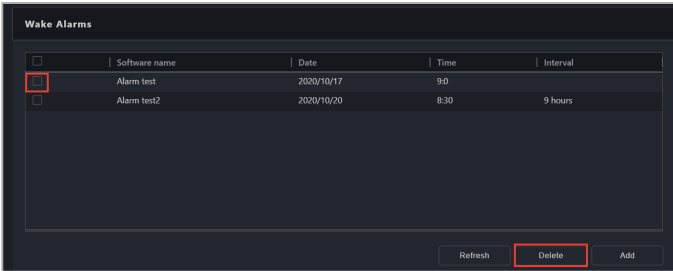 Wake Alarms
Software name Date Time Interval
Alarm test 2020/10/17 9:0
Alarm test2 2020/10/20 8:30 9 hours
Refresh Delete Add